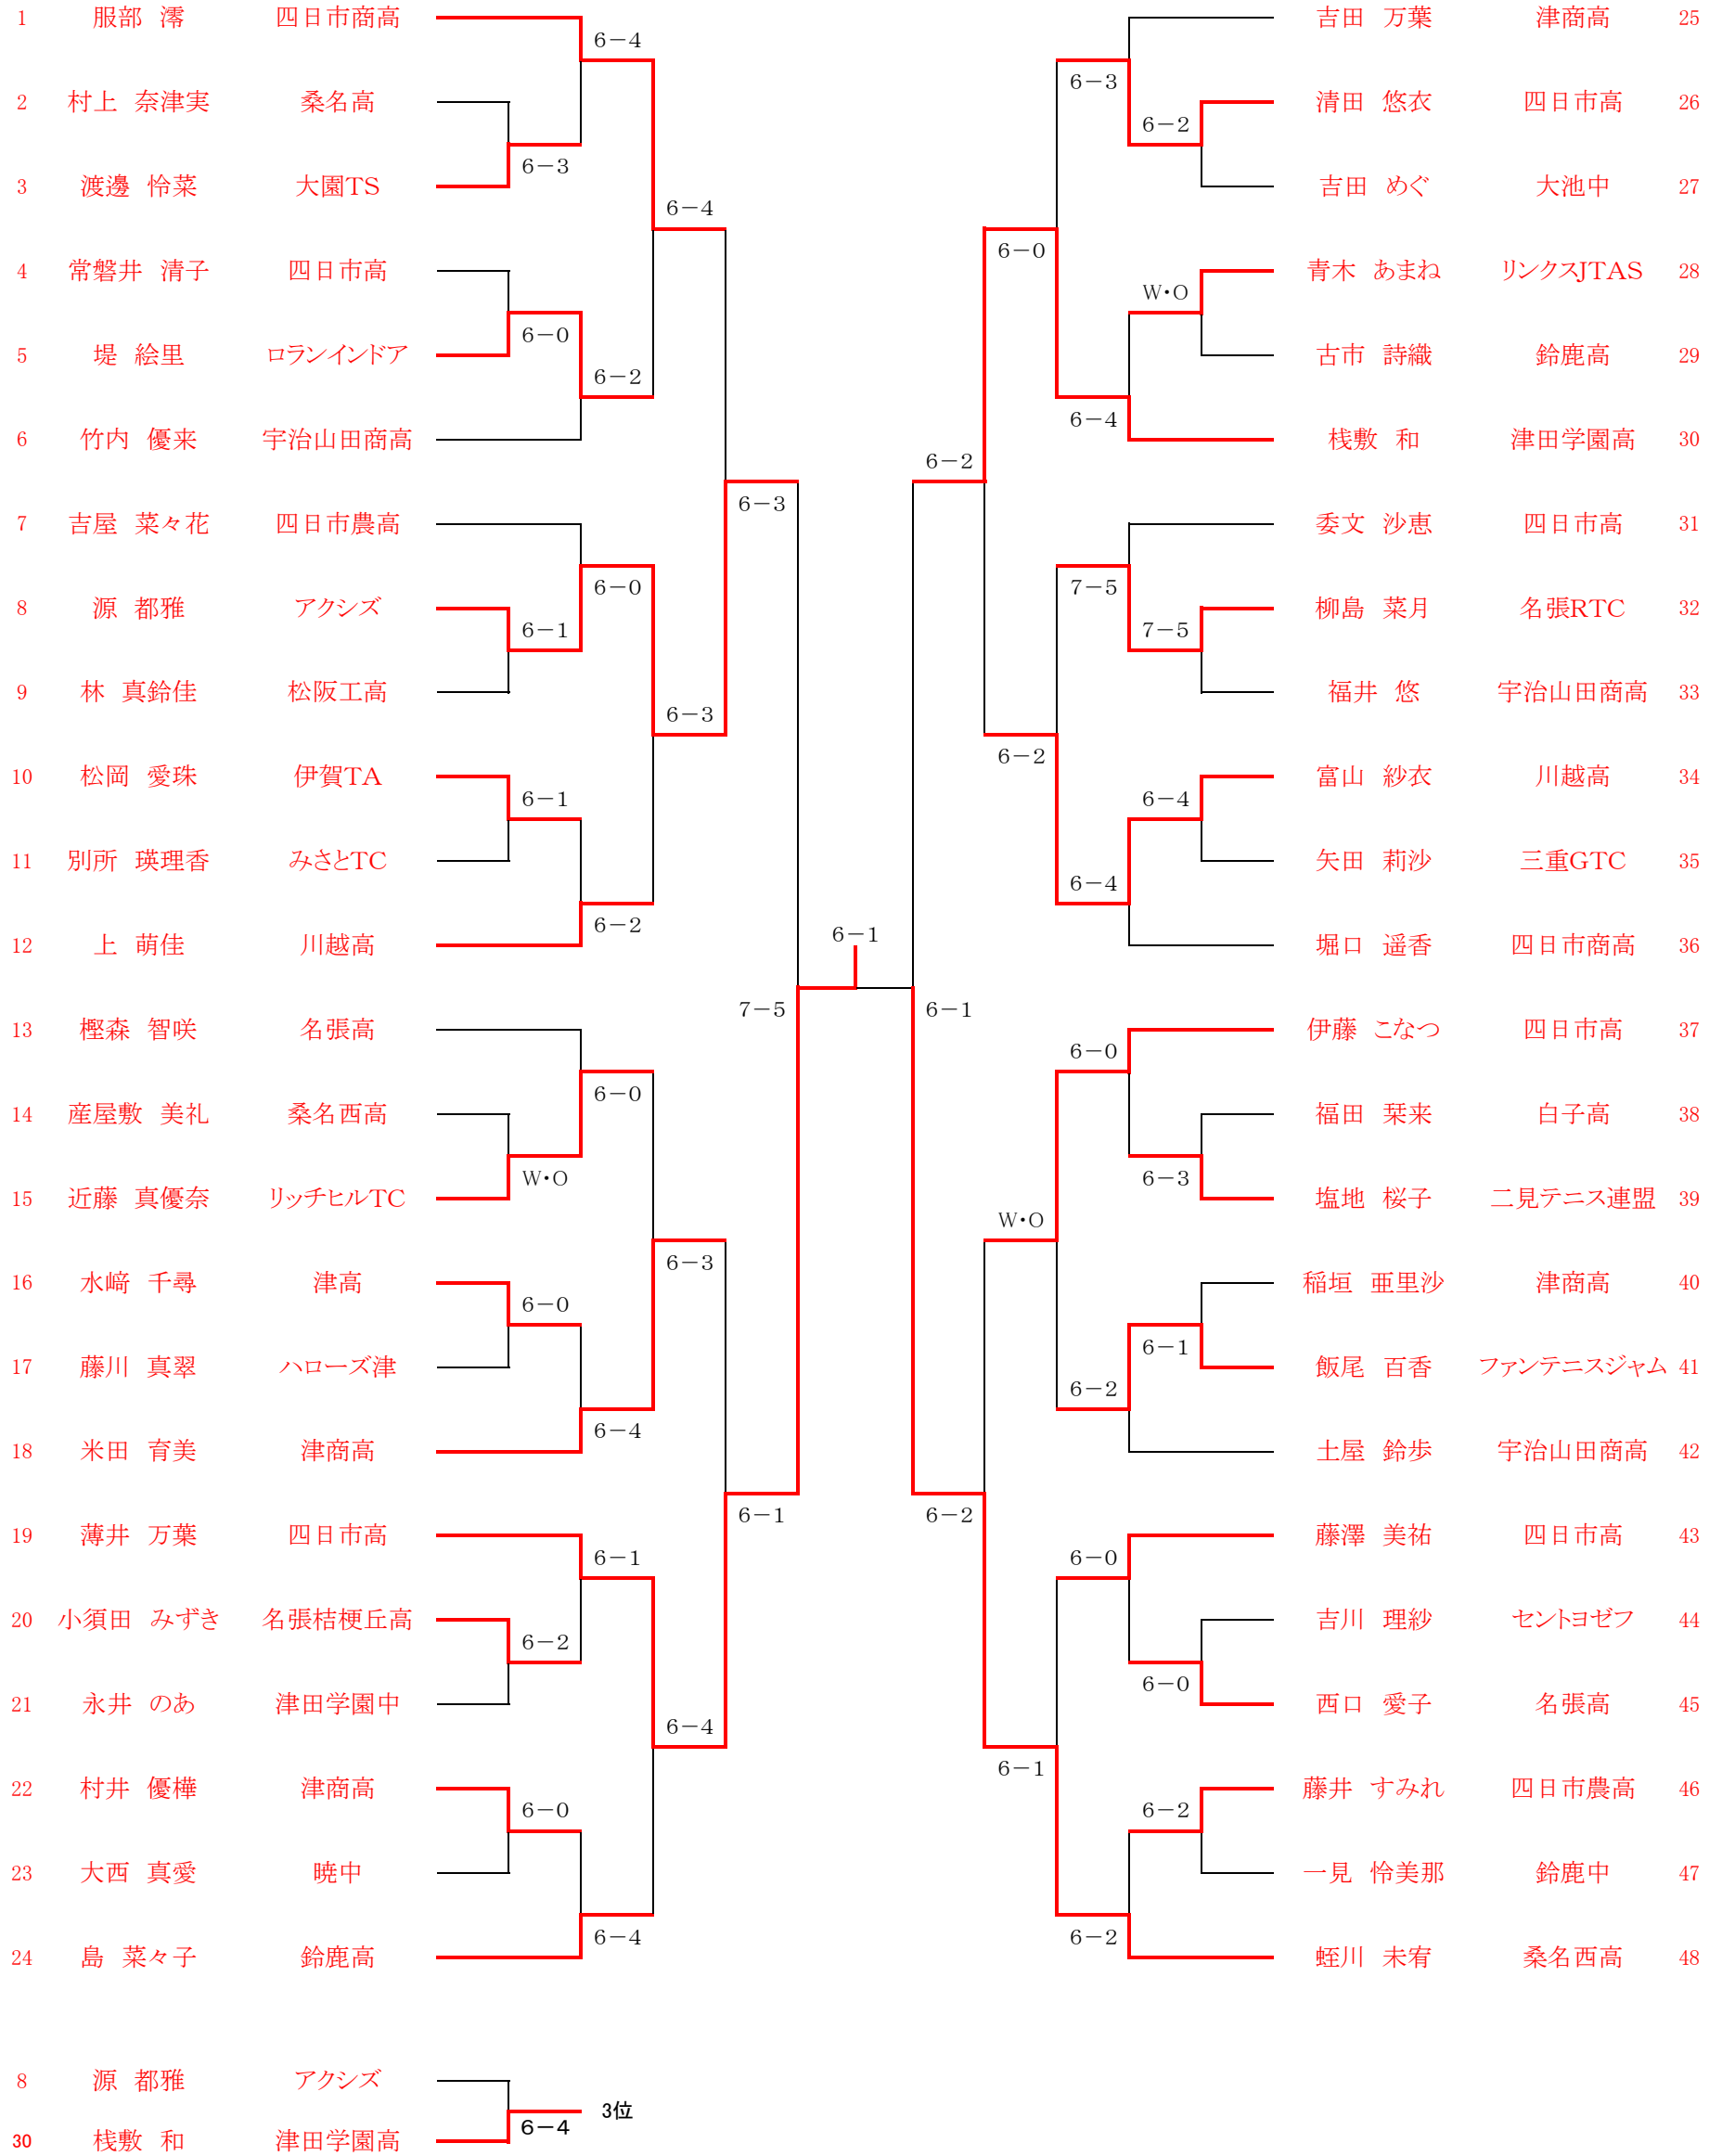 1 服部 澪 四日市商高
2 村上 奈津実 桑名高
3 渡邊 怜菜 大園TS
4 常磐井 清子 四日市高
5 堤 絵里 ロランインドア
6 竹内 優来 宇治山田商高
7 吉屋 菜々花 四日市農高
8 源 都雅 アクシズ
9 林 真鈴佳 松阪工高
10 松岡 愛珠 伊賀TA
11 別所 瑛理香 みさとTC
12 上 萌佳 川越高
13 樫森 智咲 名張高
14 産屋敷 美礼 桑名西高
15 近藤 真優奈 リッチヒルTC
16 水﨑 千尋 津高
17 藤川 真翠 ハローズ津
18 米田 育美 津商高
19 薄井 万葉 四日市高
20 小須田 みずき 名張桔梗丘高
21 永井 のあ 津田学園中
22 村井 優樺 津商高
23 大西 真愛 暁中
24 島 菜々子 鈴鹿高
6-3
6-0
6-1
6-1
W・O
6-0
6-2
6-0
6-4
6-2
6-0
6-2
6-0
6-4
6-1
6-4
6-4
6-3
6-3
6-4
6-3
6-1
7-5
6-1
6-1
6-2
6-2
6-0
6-2
W・O
6-1
6-3
6-4
7-5
6-4
6-0
6-2
6-0
6-2
6-2
W・O
7-5
6-4
6-3
6-1
6-0
6-2
吉田 万葉 津商高 25
清田 悠衣 四日市高 26
吉田 めぐ 大池中 27
青木 あまね リンクスJTAS 28
古市 詩織 鈴鹿高 29
桟敷 和 津田学園高 30
委文 沙恵 四日市高 31
柳島 菜月 名張RTC 32
福井 悠 宇治山田商高 33
富山 紗衣 川越高 34
矢田 莉沙 三重GTC 35
堀口 遥香 四日市商高 36
伊藤 こなつ 四日市高 37
福田 栞来 白子高 38
塩地 桜子 二見テニス連盟 39
稲垣 亜里沙 津商高 40
飯尾 百香 ファンテニスジャム 41
土屋 鈴歩 宇治山田商高 42
藤澤 美祐 四日市高 43
吉川 理紗 セントヨゼフ 44
西口 愛子 名張高 45
藤井 すみれ 四日市農高 46
一見 怜美那 鈴鹿中 47
蛭川 未宥 桑名西高 48
8 源 都雅 アクシズ
6-4 3位
30 桟敷 和 津田学園高